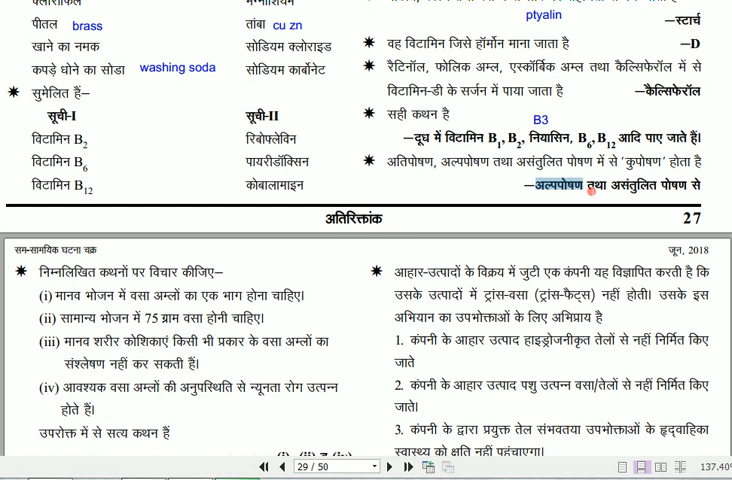 पीतल brass
तांबा cu zn
खाने का नमक
सोडियम क्लोराइड
कपड़े धोने का सोडा washing soda
सोडियम कार्बोनेट
✷ सुमेलित हैं–
सूची-I
सूची-II
विटामिन B2
रिबोफ्लेविन
विटामिन B6
पायरीडॉक्सिन
विटामिन B12
कोबालामाइन
ptyalin
–स्टार्च
✷ वह विटामिन जिसे हॉर्मोन माना जाता है –D
✷ रैटिनॉल, फोलिक अम्ल, एस्कॉर्बिक अम्ल तथा कैल्सिफेरॉल में से
विटामिन-डी के सर्जन में पाया जाता है –कैल्सिफेरॉल
✷ सही कथन है
B3
–दूध में विटामिन B1, B2, नियासिन, B6, B12 आदि पाए जाते हैं।
✷ अतिपोषण, अल्पपोषण तथा असंतुलित पोषण में से 'कुपोषण' होता है
–अल्पपोषण तथा असंतुलित पोषण से
अतिरिक्तांक
27
सम-सामयिक घटना चक्र
जून, 2018
✷ निम्नलिखित कथनों पर विचार कीजिए–
(i) मानव भोजन में वसा अम्लों का एक भाग होना चाहिए।
(ii) सामान्य भोजन में 75 ग्राम वसा होनी चाहिए।
(iii) मानव शरीर कोशिकाएं किसी भी प्रकार के वसा अम्लों का
संश्लेषण नहीं कर सकती हैं।
(iv) आवश्यक वसा अम्लों की अनुपस्थिति से न्यूनता रोग उत्पन्न
होते हैं।
उपरोक्त में से सत्य कथन हैं
✷ आहार-उत्पादों के विक्रय में जुटी एक कंपनी यह विज्ञापित करती है कि
उसके उत्पादों में ट्रांस-वसा (ट्रांस-फैट्स) नहीं होती। उसके इस
अभियान का उपभोक्ताओं के लिए अभिप्राय है
1. कंपनी के आहार उत्पाद हाइड्रोजनीकृत तेलों से नहीं निर्मित किए
जाते
2. कंपनी के आहार उत्पाद पशु उत्पन्न वसा/तेलों से नहीं निर्मित किए
जाते।
3. कंपनी के द्वारा प्रयुक्त तेल संभवतया उपभोक्ताओं के हृद्वाहिका
स्वास्थ्य को क्षति नहीं पहुंचाएगा।
29 / 50
137.40%